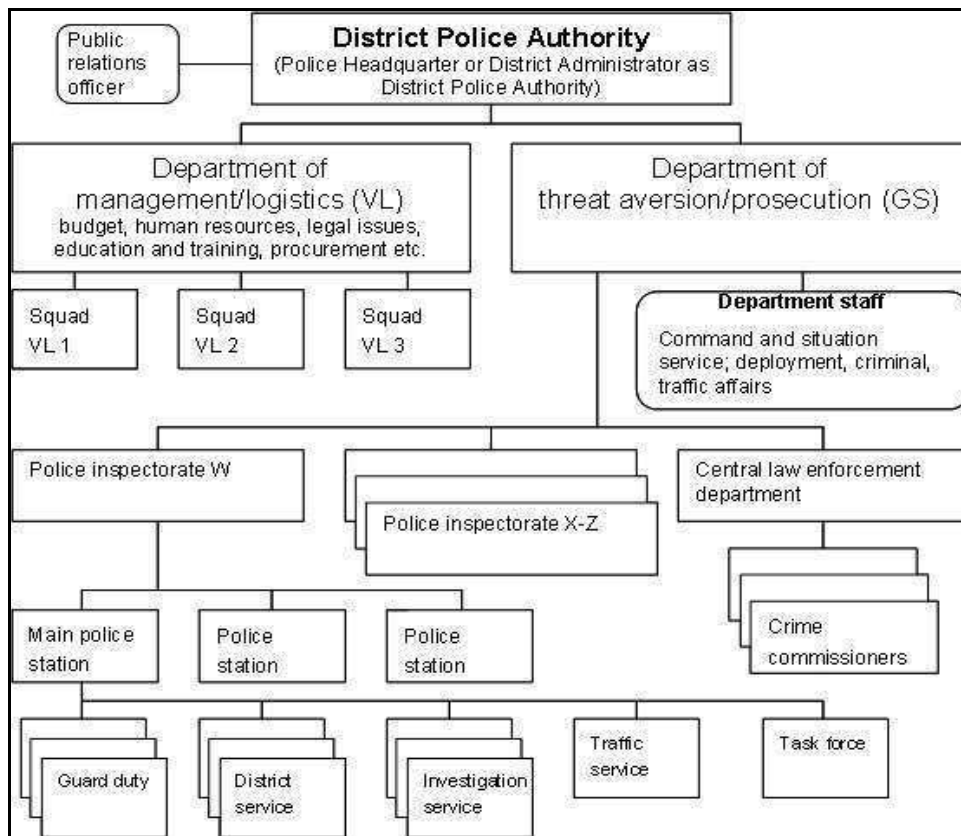 Public
relations
officer
District Police Authority
(Police Headquarter or District Administrator as
District Police Authority)
Department of
management/logistics (VL)
budget, human resources, legal issues,
education and training, procurement etc.
Department of
threat aversion/prosecution (GS)
Squad
VL 1
Squad
VL 2
Squad
VL 3
Department staff
Command and situation
service; deployment, criminal,
traffic affairs
Police inspectorate W
Police inspectorate X-Z
Central law enforcement
department
Main police
station
Police
station
Police
station
Crime
commissioners
Guard duty
District
service
Investigation
service
Traffic
service
Task force